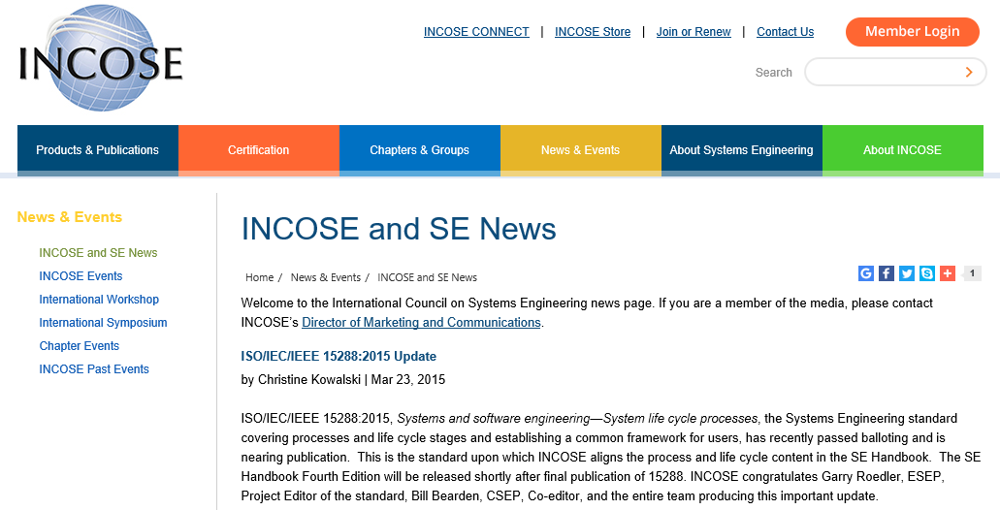 INCOSE
INCOSE CONNECT | INCOSE Store | Join or Renew | Contact Us
Member Login
Search
Products & Publications
Certification
Chapters & Groups
News & Events
About Systems Engineering
About INCOSE
News & Events
INCOSE and SE News
INCOSE Events
International Workshop
International Symposium
Chapter Events
INCOSE Past Events
INCOSE and SE News
Home / News & Events / INCOSE and SE News
1
Welcome to the International Council on Systems Engineering news page. If you are a member of the media, please contact
INCOSE's Director of Marketing and Communications.
ISO/IEC/IEEE 15288:2015 Update
by Christine Kowalski | Mar 23, 2015
ISO/IEC/IEEE 15288:2015, Systems and software engineering—System life cycle processes, the Systems Engineering standard
covering processes and life cycle stages and establishing a common framework for users, has recently passed balloting and is
nearing publication.  This is the standard upon which INCOSE aligns the process and life cycle content in the SE Handbook.  The SE
Handbook Fourth Edition will be released shortly after final publication of 15288. INCOSE congratulates Garry Roedler, ESEP,
Project Editor of the standard, Bill Bearden, CSEP, Co-editor, and the entire team producing this important update.